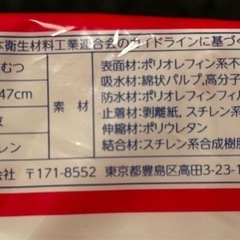 本衛生材料工業連合会のガイドラインに基づく
むつ
47cm
枚
レン
素材
表面材:ポリオレフィン系不
吸水材:綿状パルプ、高分子
防水材:ポリオレフィンフィル
止着材:剥離紙、スチレン系
伸縮材:ポリウレタン
結合材:スチレン系合成樹脂
会社 〒171-8552 東京都豊島区高田3-23-1